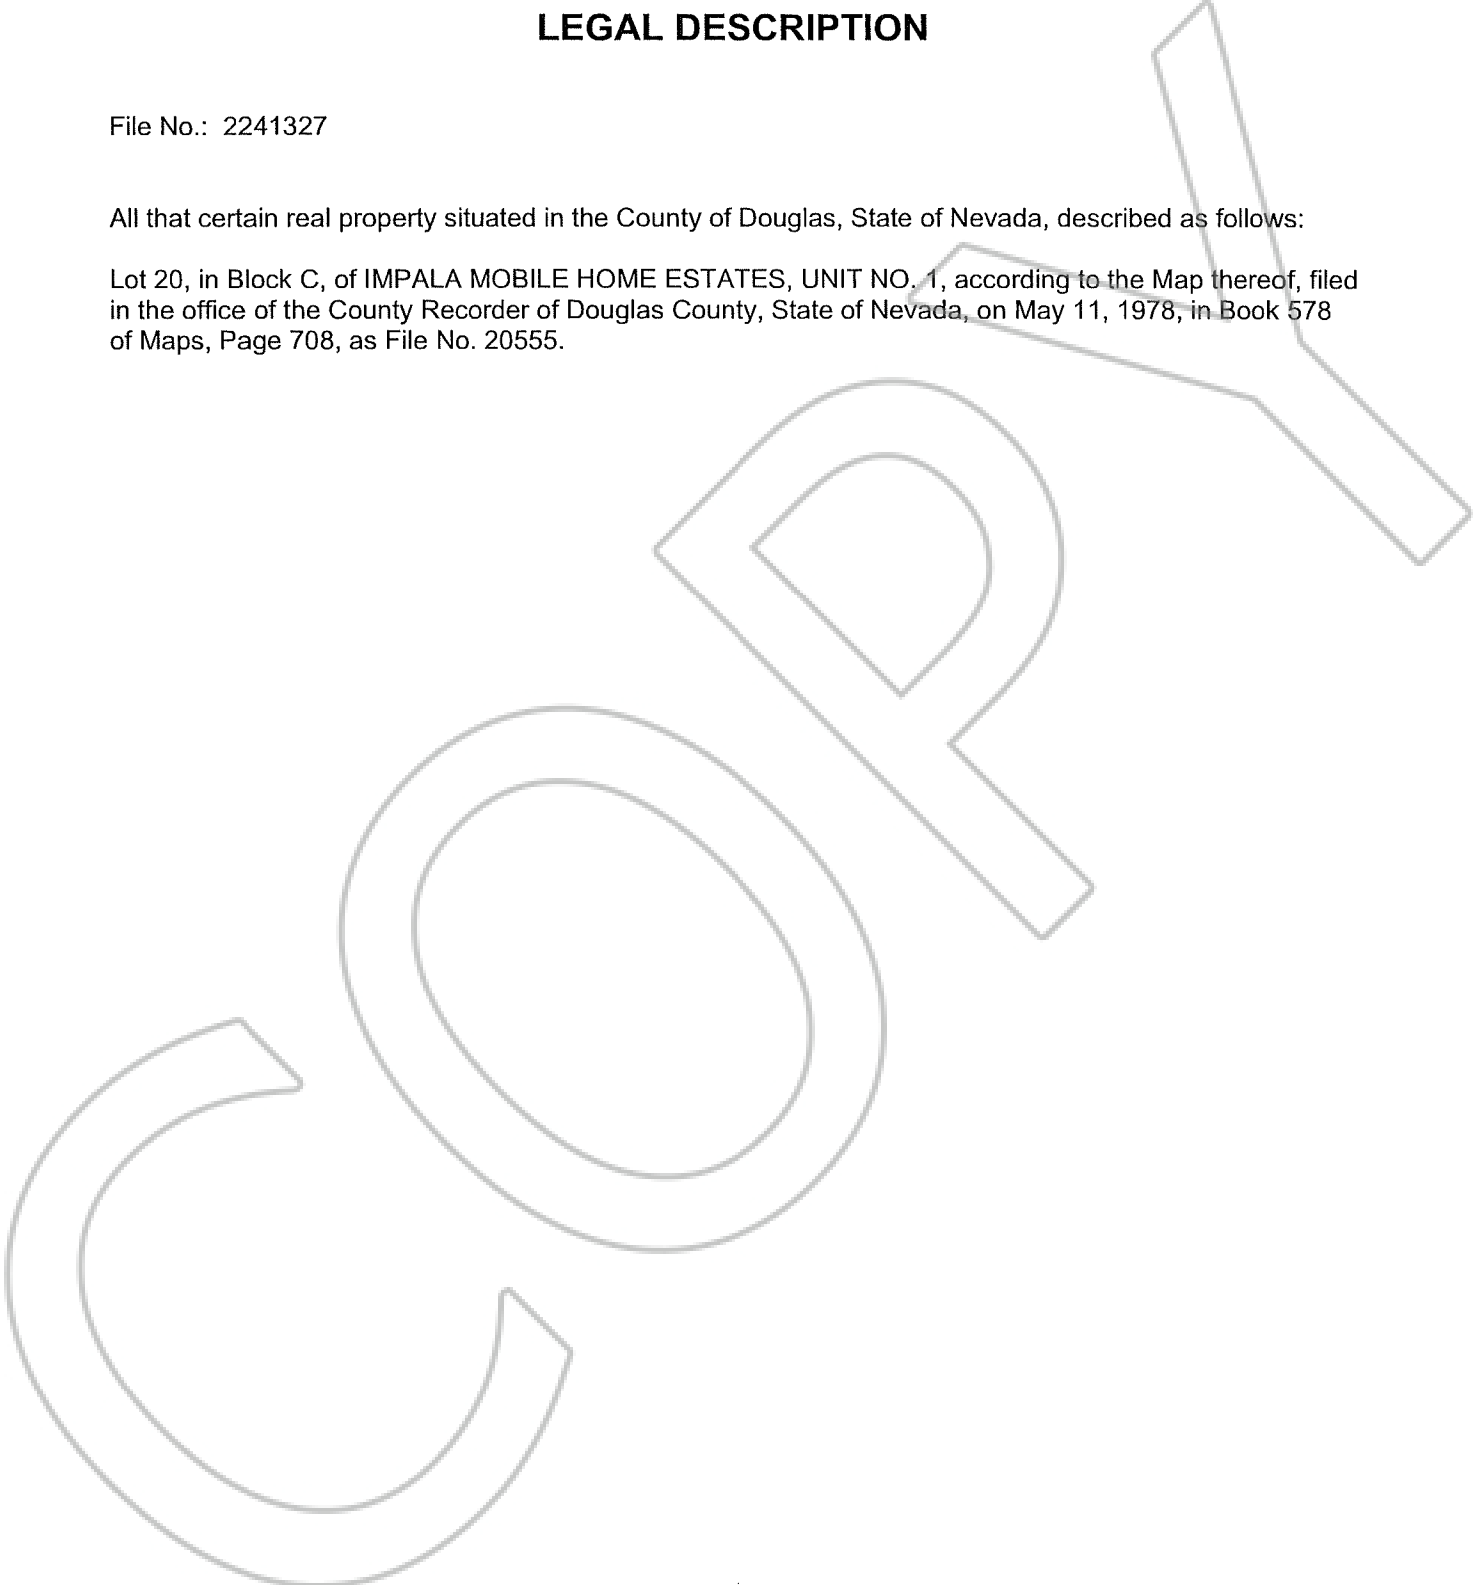 LEGAL DESCRIPTION
File No.: 2241327
All that certain real property situated in the County of Douglas, State of Nevada, described as follows:
Lot 20, in Block C, of IMPALA MOBILE HOME ESTATES, UNIT NO. 1, according to the Map thereof, filed
in the office of the County Recorder of Douglas County, State of Nevada, on May 11, 1978, in Book 578
of Maps, Page 708, as File No. 20555.
COPY